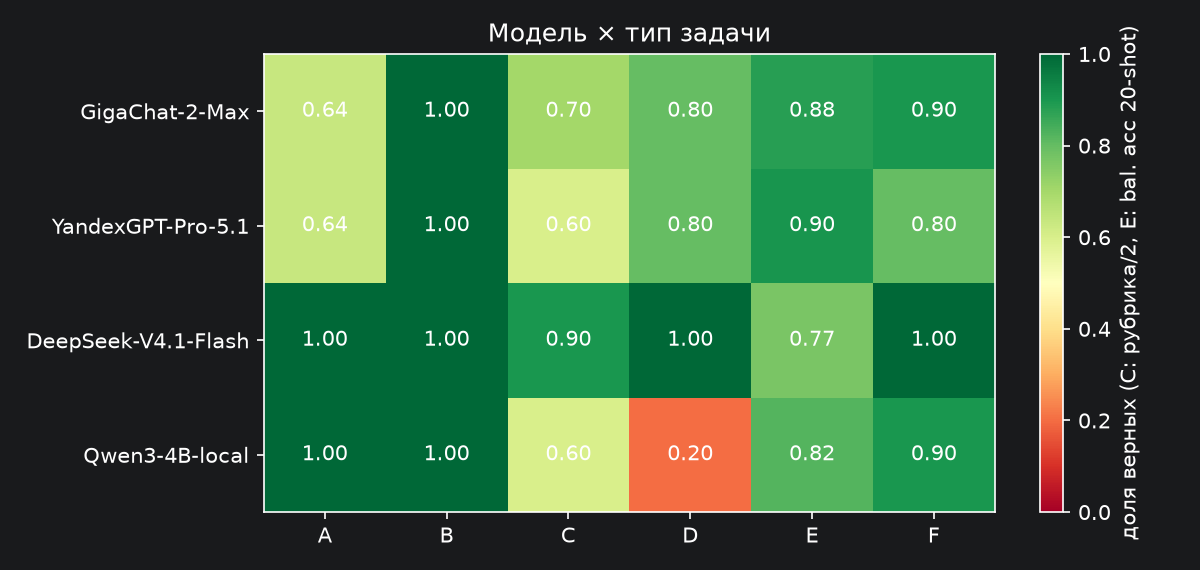 Модель × тип задачи
GigaChat-2-Max 0.64 1.00 0.70 0.80 0.88 0.90
YandexGPT-Pro-5.1 0.64 1.00 0.60 0.80 0.90 0.80
DeepSeek-V4.1-Flash 1.00 1.00 0.90 1.00 0.77 1.00
Qwen3-4B-local 1.00 1.00 0.60 0.20 0.82 0.90
A B C D E F
1.0
0.8
0.6
0.4
0.2
0.0
доля верных (C: рубрика/2, E: bal. acc 20-shot)